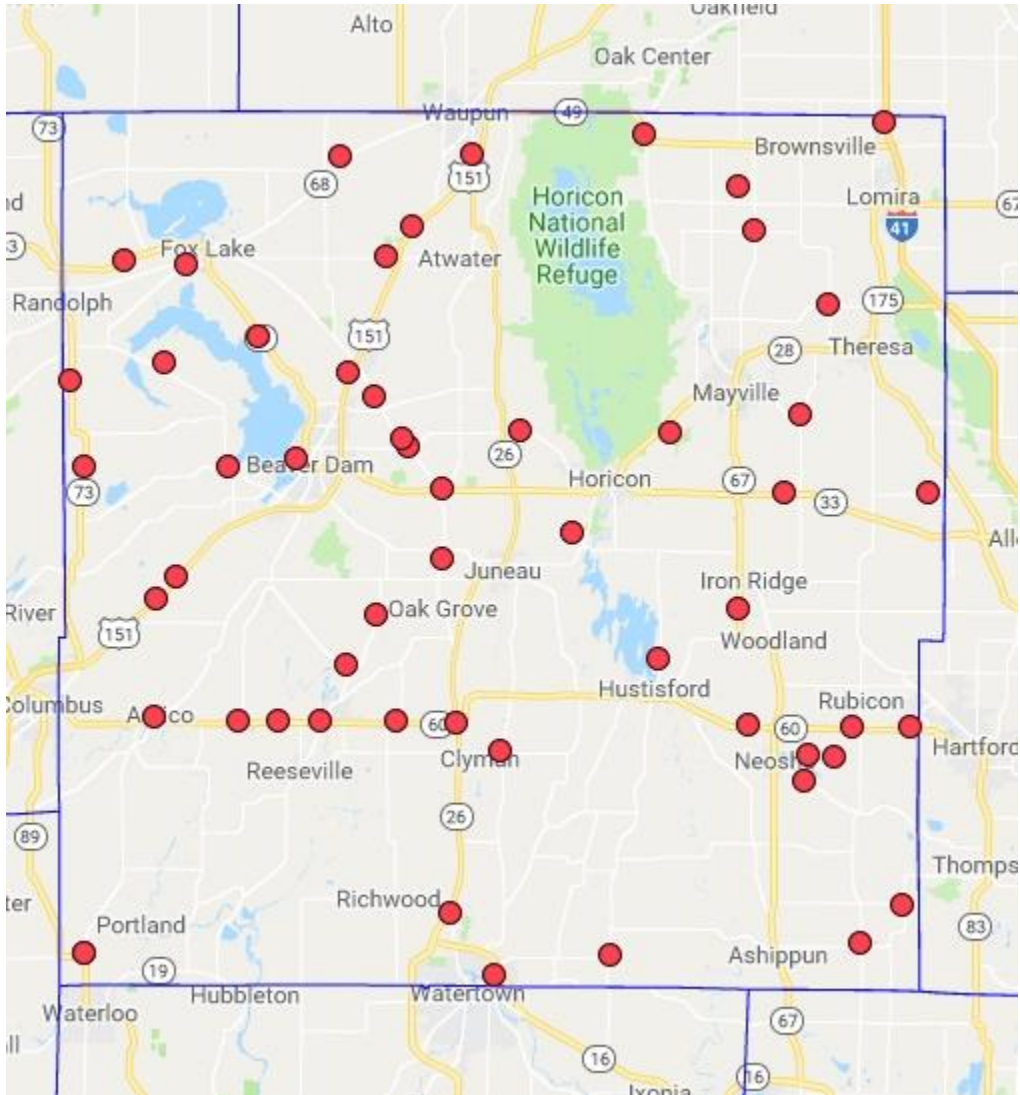 Oakfield
Alto
Oak Center
Waupun
49
73
Brownsville
68
151
Horicon
National
Wildlife
Refuge
Lomira
67
41
Fox Lake
Atwater
Randolph
175
151
28
Theresa
Mayville
26
Beaver Dam
Horicon
67
73
33
Juneau
Iron Ridge
Oak Grove
River
151
Woodland
Hustisford
Columbus
Rubicon
60
60
Hartford
Clyman
Reeseville
26
89
Thomps
Richwood
Portland
83
Ashippun
19
Hubbleton
Watertown
Waterloo
67
16
16
Ixonia